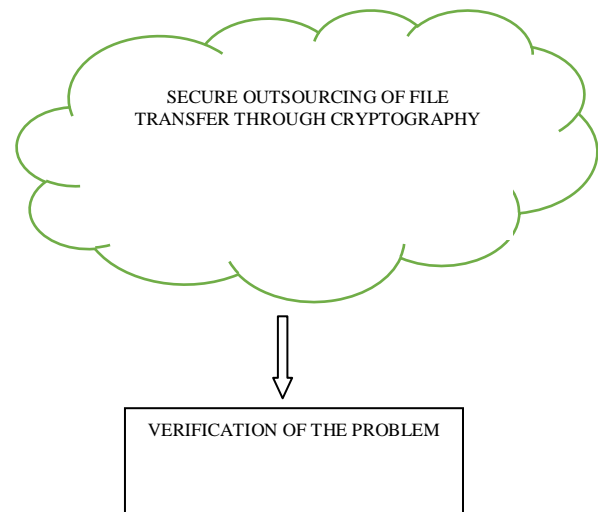 SECURE OUTSOURCING OF FILE
TRANSFER THROUGH CRYPTOGRAPHY
VERIFICATION OF THE PROBLEM